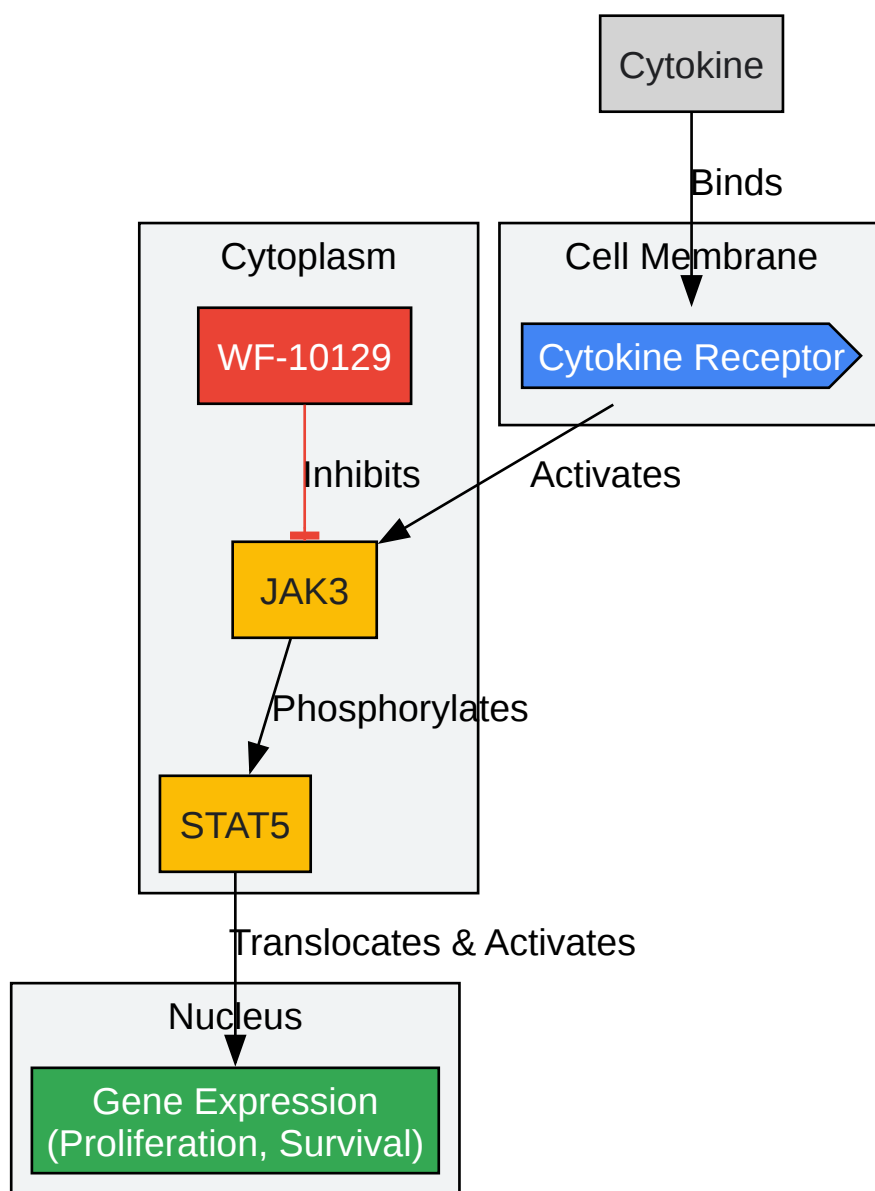 Cytokine
Binds
Cytoplasm
Cell Membrane
WF-10129
Cytokine Receptor
Inhibits
Activates
JAK3
Phosphorylates
STAT5
Translocates & Activates
Nucleus
Gene Expression
(Proliferation, Survival)